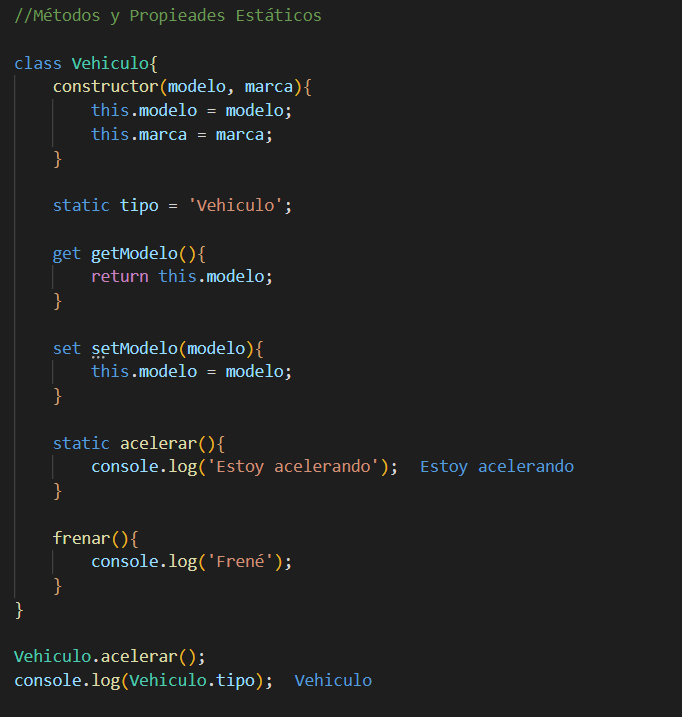 //Métodos y Propieades Estáticos
class Vehiculo{
constructor(modelo, marca){
this.modelo = modelo;
this.marca = marca;
}
static tipo = 'Vehiculo';
get getModelo(){
return this.modelo;
}
set setModelo(modelo){
this.modelo = modelo;
}
static acelerar(){
console.log('Estoy acelerando');  Estoy acelerando
}
frenar(){
console.log('Frené');
}
}
Vehiculo.acelerar();
console.log(Vehiculo.tipo);  Vehiculo